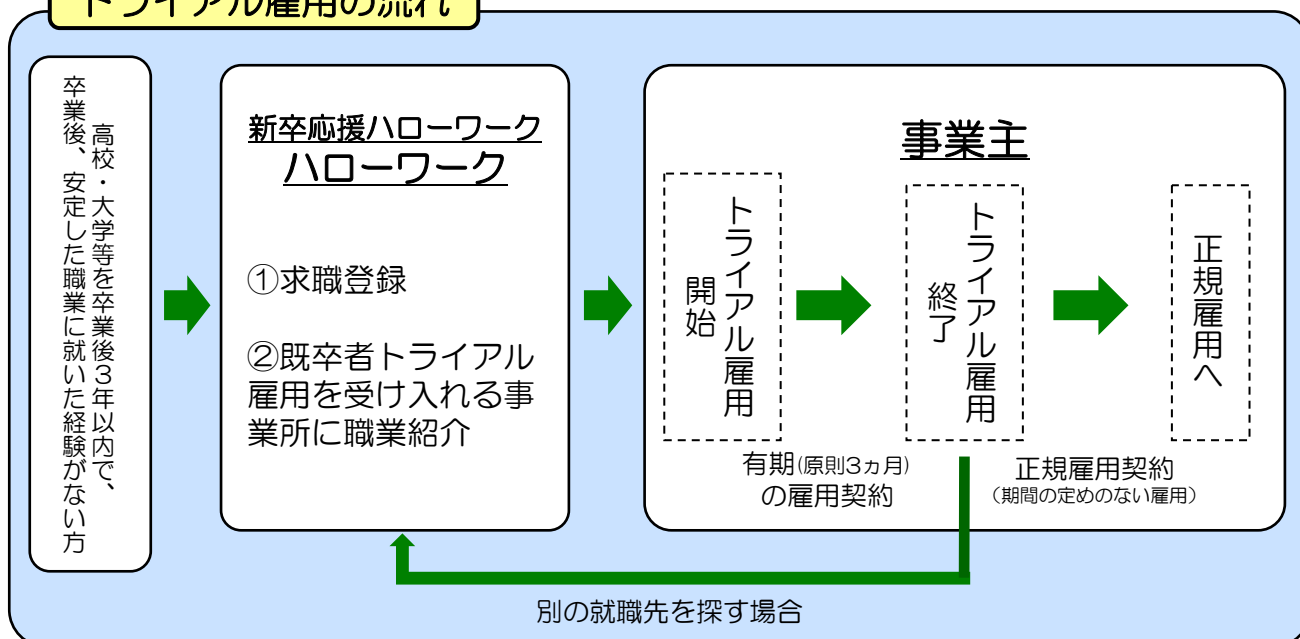 トライアル雇用の流れ
高校・大学等を卒業後3年以内で、
卒業後、安定した職業に就いた経験がない方
新卒応援ハローワーク
ハローワーク
①求職登録
②既卒者トライアル
雇用を受け入れる事
業所に職業紹介
事業主
トライアル雇用
開始
トライアル雇用
終了
正規雇用へ
有期(原則3ヵ月)
の雇用契約
正規雇用契約
（期間の定めのない雇用）
別の就職先を探す場合